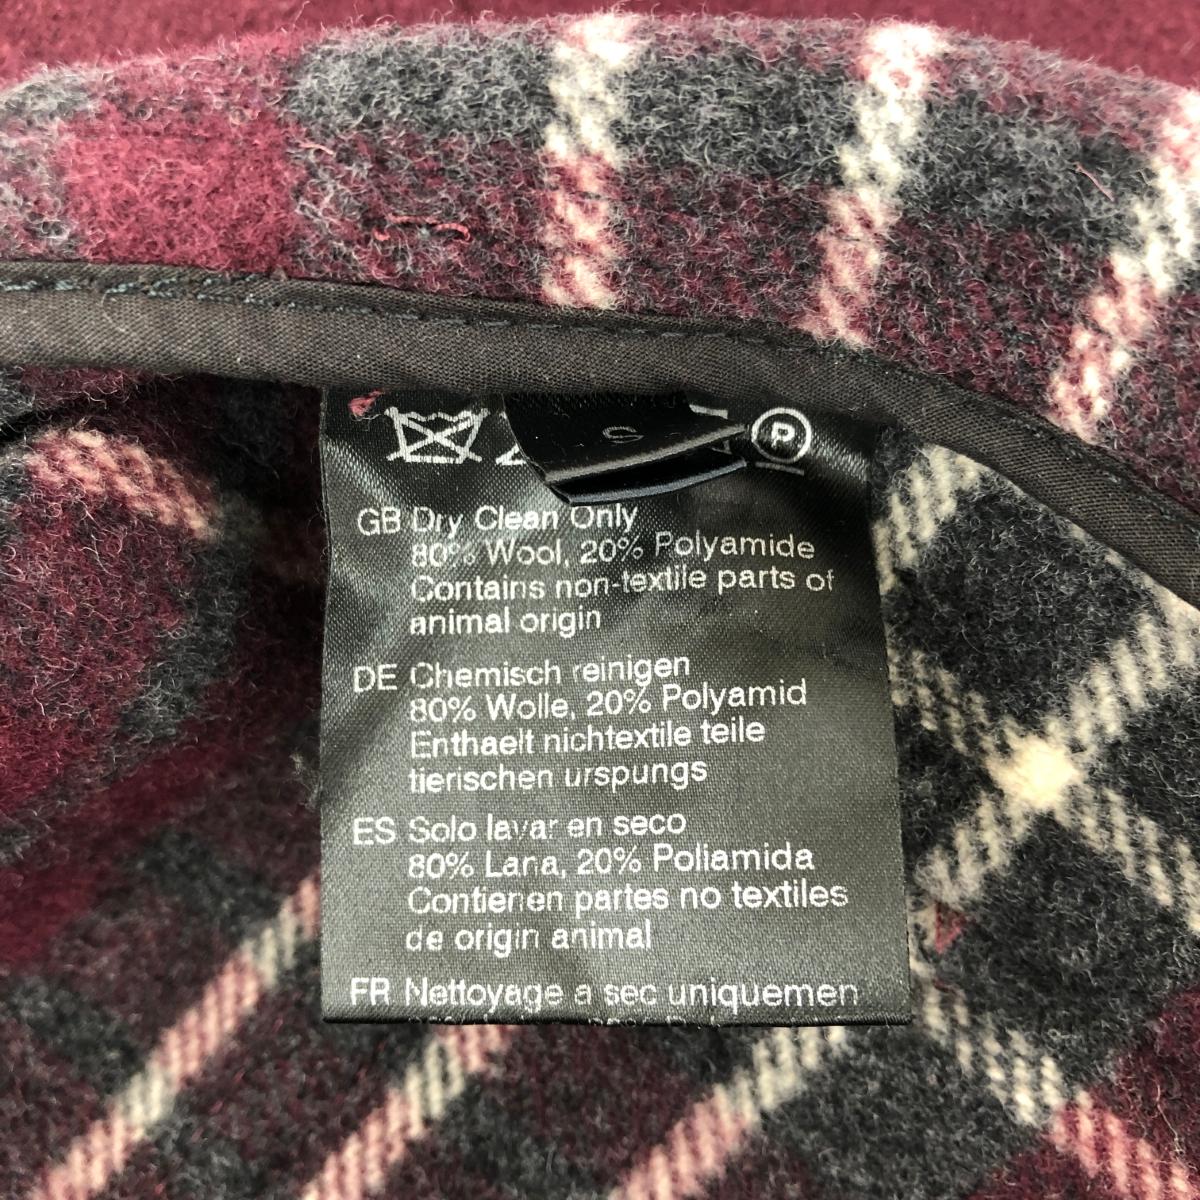 S
P
GB Dry Clean Only
80% Wool, 20% Polyamide
Contains non-textile parts of
animal origin
DE Chemisch reinigen
80% Wolle, 20% Polyamid
Enthaelt nichtextile teile
tierischen urspungs
ES Solo lavar en seco
80% Lana, 20% Poliamida
Contienen partes no textiles
de origin animal
FR Nettoyage a sec uniquemen